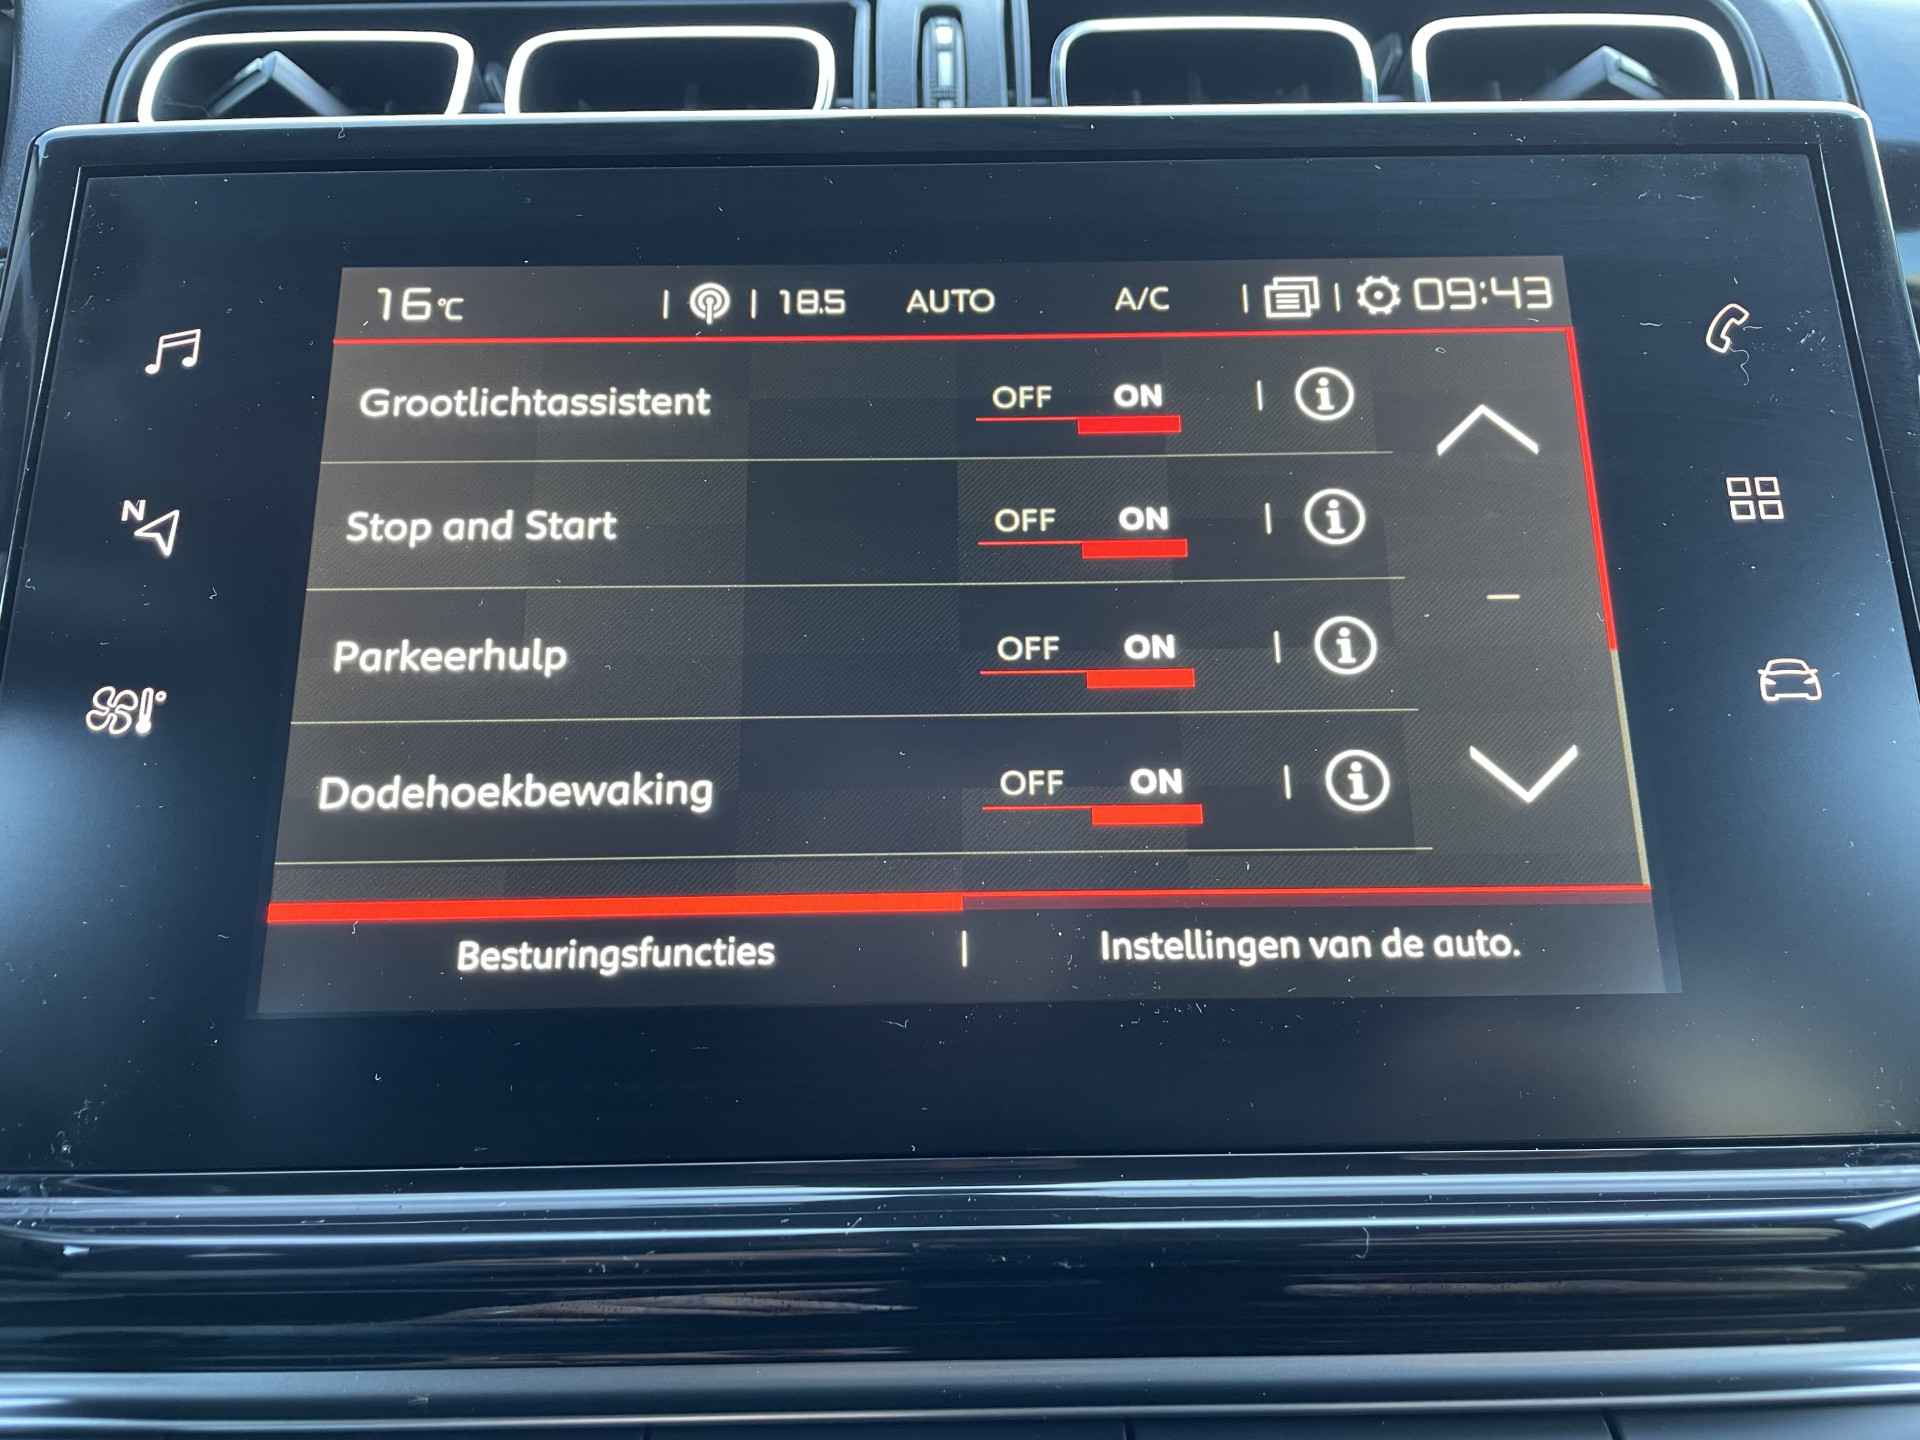 16°C 18.5 AUTO A/C 09:43
Grootlichtassistent OFF ON
Stop and Start OFF ON
N
Parkeerhulp OFF ON
Dodehoekbewaking OFF ON
Besturingsfuncties Instellingen van de auto.